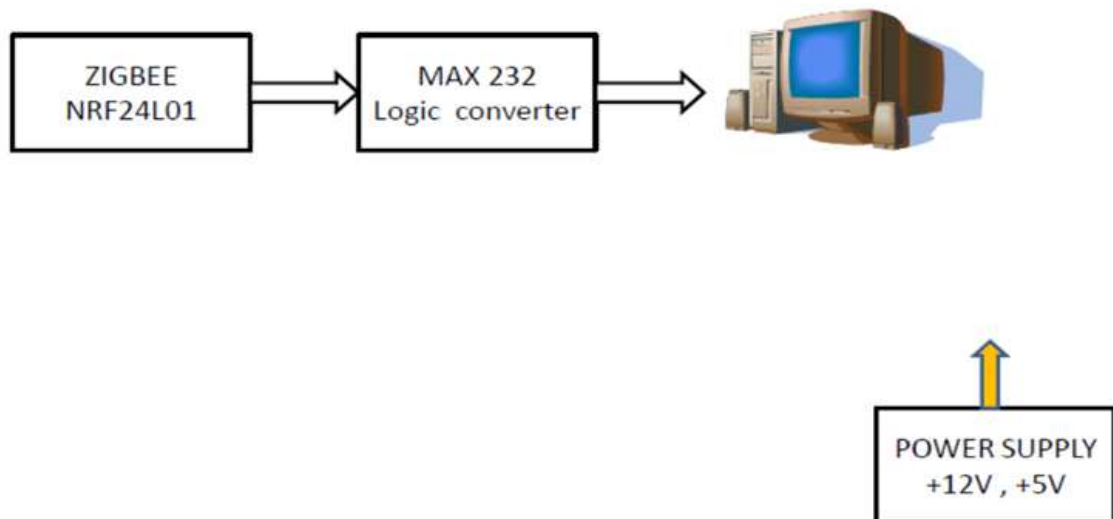 ZIGBEE
NRF24L01
MAX 232
Logic converter
POWER SUPPLY
+12V , +5V